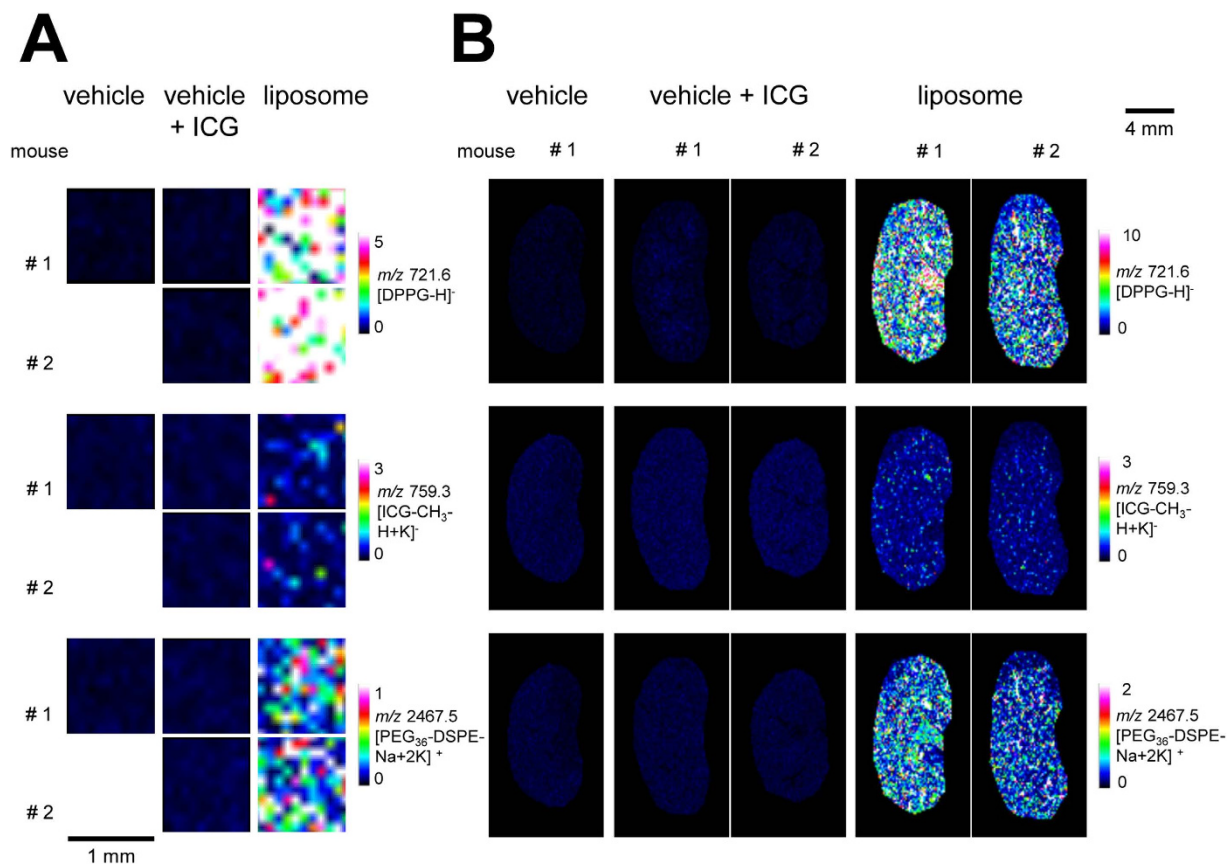 A
B
vehicle
vehicle
+ ICG
liposome
mouse
vehicle
vehicle + ICG
liposome
4 mm
mouse
# 1
# 1
# 2
# 1
# 2
# 1
5
m/z 721.6
[DPPG-H]-
0
10
m/z 721.6
[DPPG-H]-
0
# 2
# 1
3
m/z 759.3
[ICG-CH3-
H+K]-
0
3
m/z 759.3
[ICG-CH3-
H+K]-
0
# 2
# 1
1
m/z 2467.5
[PEG36-DSPE-
Na+2K] +
0
2
m/z 2467.5
[PEG36-DSPE-
Na+2K] +
0
# 2
1 mm